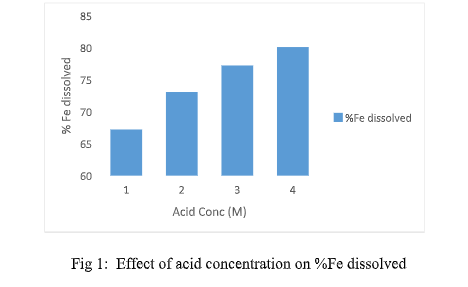 85
80
75
70
65
60
% Fe dissolved
1 2 3 4
Acid Conc (M)
%Fe dissolved
Fig 1: Effect of acid concentration on %Fe dissolved